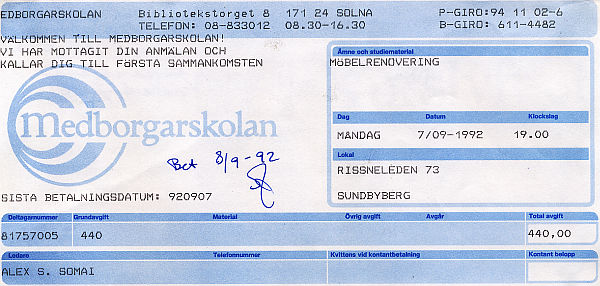 EDBORGARSKOLAN Bibliotekstorget 8 171 24 SOLNA P-GIRO:94 11 02-6
TELEFON: 08-833012 08.30-16.30 B-GIRO: 611-4482
VÄLKOMMEN TILL MEDBORGARSKOLAN!
VI HAR MOTTAGIT DIN ANMÄLAN OCH
KALLAR DIG TILL FÖRSTA SAMMANKOMSTEN
Ämne och studiematerial
MÖBELRENOVERING
Medborgarskolan
Dag Datum Klockslag
MÅNDAG 7/09-1992 19.00
Bet 8/9-92
Lokal
RISSNELEDEN 73
SUNDBYBERG
SISTA BETALNINGSDATUM: 920907
Deltagarnummer Grundavgift Material Övrig avgift Avgår Total avgift
81757005 440 440,00
Ledare Telefonnummer Kvittens vid kontantbetalning Kontant belopp
ALEX S. SOMAI